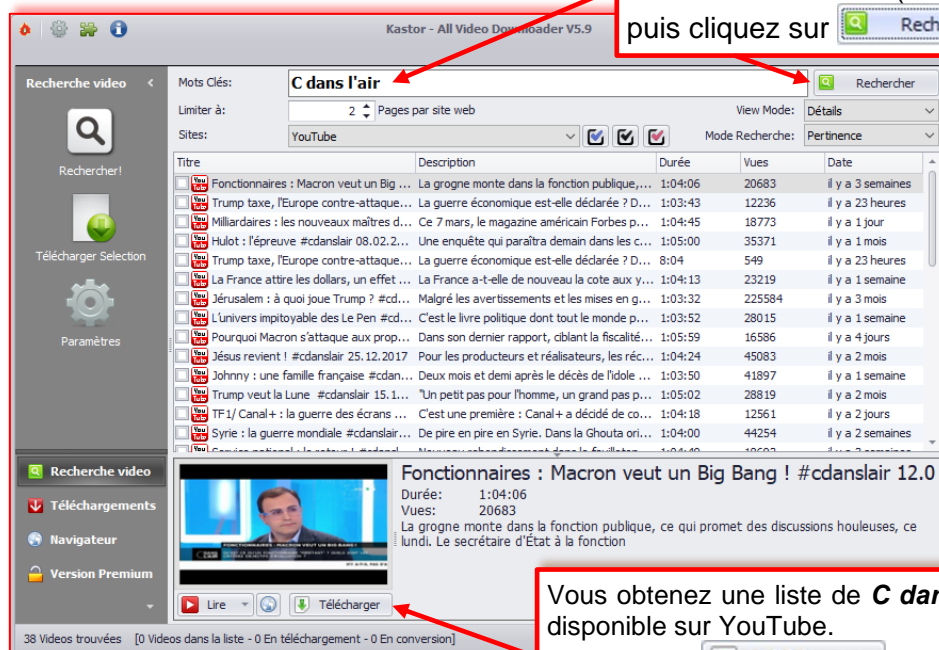 puis cliquez sur Rech
Kastor - All Video Downloader V5.9
Recherche video <
Mots Clés: C dans l'air Rechercher
Limiter à: 2 Pages par site web View Mode: Détails
Sites: YouTube Mode Recherche: Pertinence
Rechercher!
Télécharger Selection
Paramètres
Titre Description Durée Vues Date
Fonctionnaires : Macron veut un Big ... La grogne monte dans la fonction publique,... 1:04:06 20683 il y a 3 semaines
Trump taxe, l'Europe contre-attaque... La guerre économique est-elle déclarée ? D... 1:03:43 12236 il y a 23 heures
Milliardaires : les nouveaux maîtres d... Ce 7 mars, le magazine américain Forbes p... 1:04:45 18773 il y a 1 jour
Hulot : l'épreuve #cdanslair 08.02.2... Une enquête qui paraîtra demain dans les c... 1:05:00 35371 il y a 1 mois
Trump taxe, l'Europe contre-attaque... La guerre économique est-elle déclarée ? D... 8:04 549 il y a 23 heures
La France attire les dollars, un effet ... La France a-t-elle de nouveau la cote aux y... 1:04:13 23219 il y a 1 semaine
Jérusalem : à quoi joue Trump ? #cd... Malgré les avertissements et les mises en g... 1:03:32 225584 il y a 3 mois
L'univers impitoyable des Le Pen #cd... C'est le livre politique dont tout le monde p... 1:03:52 28015 il y a 1 semaine
Pourquoi Macron s'attaque aux prop... Dans son dernier rapport, ciblant la fiscalité... 1:05:59 16586 il y a 4 jours
Jésus revient ! #cdanslair 25.12.2017 Pour les producteurs et réalisateurs, les réc... 1:04:24 45083 il y a 2 mois
Johnny : une famille française #cdan... Deux mois et demi après le décès de l'idole ... 1:03:50 41897 il y a 1 semaine
Trump veut la Lune #cdanslair 15.1... "Un petit pas pour l'homme, un grand pas p... 1:05:02 28819 il y a 2 mois
TF1/ Canal+ : la guerre des écrans ... C'est une première : Canal+ a décidé de co... 1:04:18 12561 il y a 2 jours
Syrie : la guerre mondiale #cdanslair... De pire en pire en Syrie. Dans la Ghouta ori... 1:04:00 44254 il y a 2 semaines
Recherche video
Téléchargements
Navigateur
Version Premium
Fonctionnaires : Macron veut un Big Bang ! #cdanslair 12.0
Durée: 1:04:06
Vues: 20683
La grogne monte dans la fonction publique, ce qui promet des discussions houleuses, ce
lundi. Le secrétaire d'État à la fonction
Lire Télécharger
Vous obtenez une liste de C dan
disponible sur YouTube.
38 Videos trouvées [0 Videos dans la liste - 0 En téléchargement - 0 En conversion]